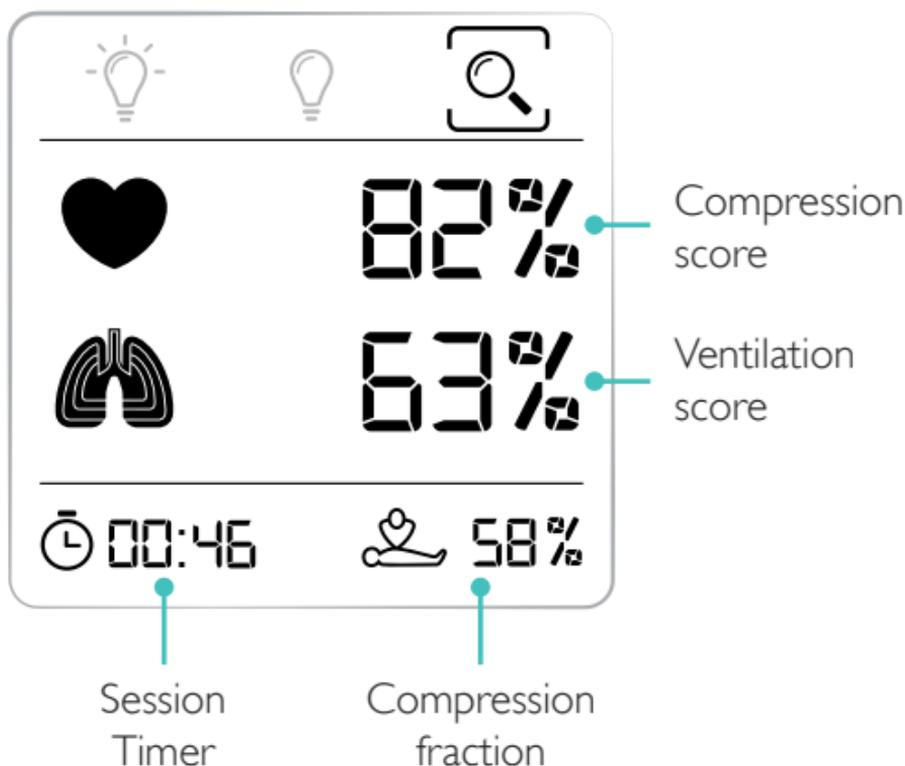 82%
Compression
score
63%
Ventilation
score
00:46
58%
Session
Timer
Compression
fraction